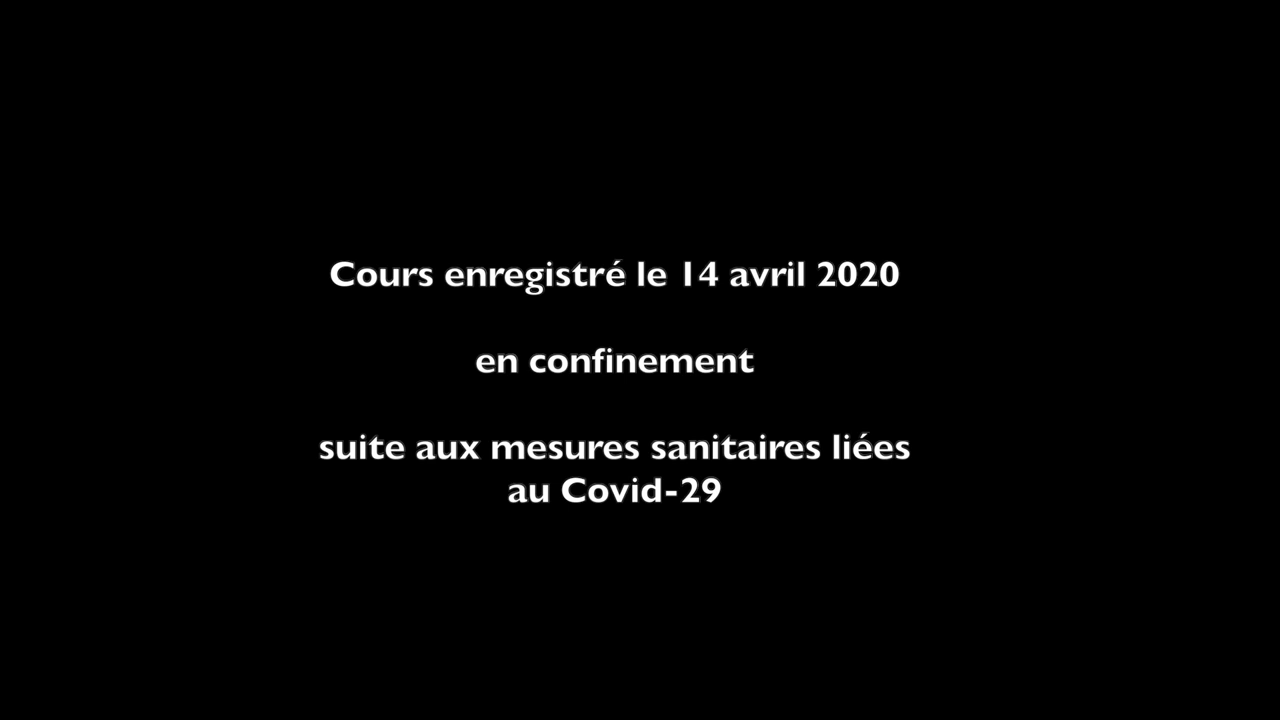 Cours enregistré le 14 avril 2020
en confinement
suite aux mesures sanitaires liées
au Covid-29